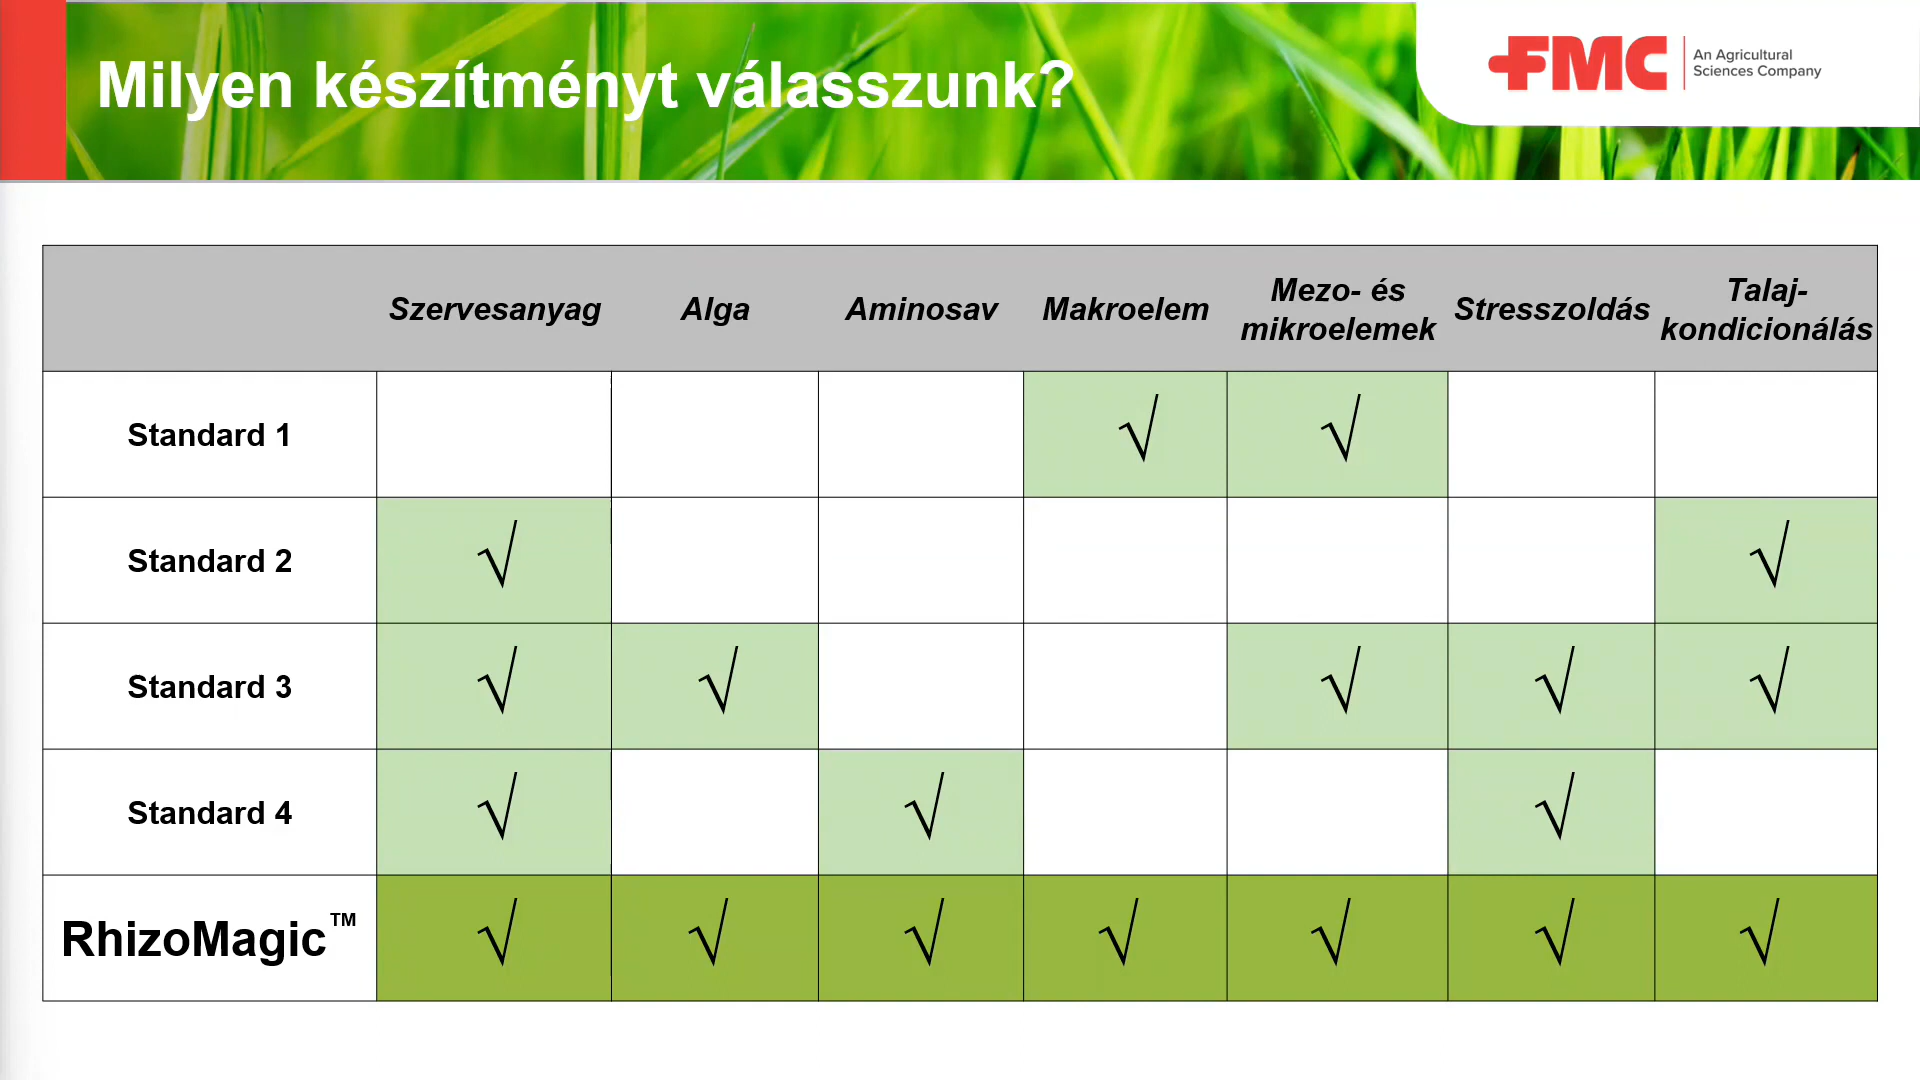 Milyen készítményt válasszunk?
FMC
An Agricultural
Sciences Company
Szervesanyag Alga Aminosav Makroelem Mezo- és mikroelemek Stresszoldás Talaj-kondicionálás
Standard 1 √ √
Standard 2 √ √
Standard 3 √ √ √ √ √
Standard 4 √ √ √
RhizoMagic™ √ √ √ √ √ √ √